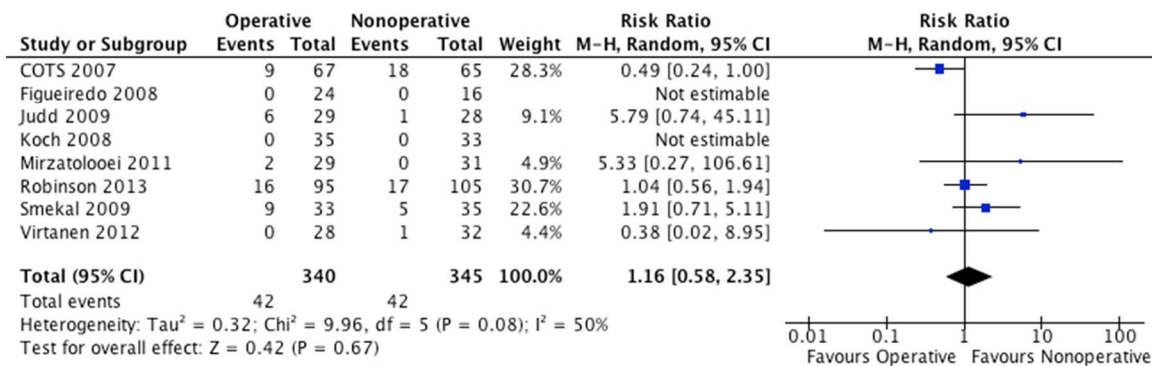 Operative Nonoperative Risk Ratio Risk Ratio
Study or Subgroup Events Total Events Total Weight M-H, Random, 95% CI M-H, Random, 95% CI
COTS 2007 9 67 18 65 28.3% 0.49 [0.24, 1.00]
Figueiredo 2008 0 24 0 16 Not estimable
Judd 2009 6 29 1 28 9.1% 5.79 [0.74, 45.11]
Koch 2008 0 35 0 33 Not estimable
Mirzatolooei 2011 2 29 0 31 4.9% 5.33 [0.27, 106.61]
Robinson 2013 16 95 17 105 30.7% 1.04 [0.56, 1.94]
Smekal 2009 9 33 5 35 22.6% 1.91 [0.71, 5.11]
Virtanen 2012 0 28 1 32 4.4% 0.38 [0.02, 8.95]
Total (95% CI) 340 345 100.0% 1.16 [0.58, 2.35]
Total events 42 42
Heterogeneity: Tau² = 0.32; Chi² = 9.96, df = 5 (P = 0.08); I² = 50%
Test for overall effect: Z = 0.42 (P = 0.67)
0.01 0.1 1 10 100
Favours Operative Favours Nonoperative